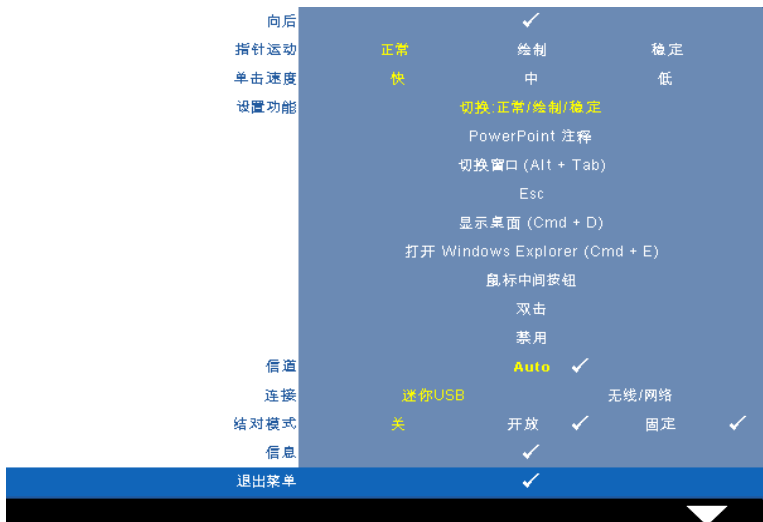 向后
指针运动 正常 绘制 稳定
单击速度 快 中 低
设置功能 切换:正常/绘制/稳定
PowerPoint 注释
切换窗口 (Alt + Tab)
Esc
显示桌面 (Cmd + D)
打开 Windows Explorer (Cmd + E)
鼠标中间按钮
双击
禁用
信道 Auto
连接 迷你USB 无线/网络
结对模式 关 开放 固定
信息
退出菜单